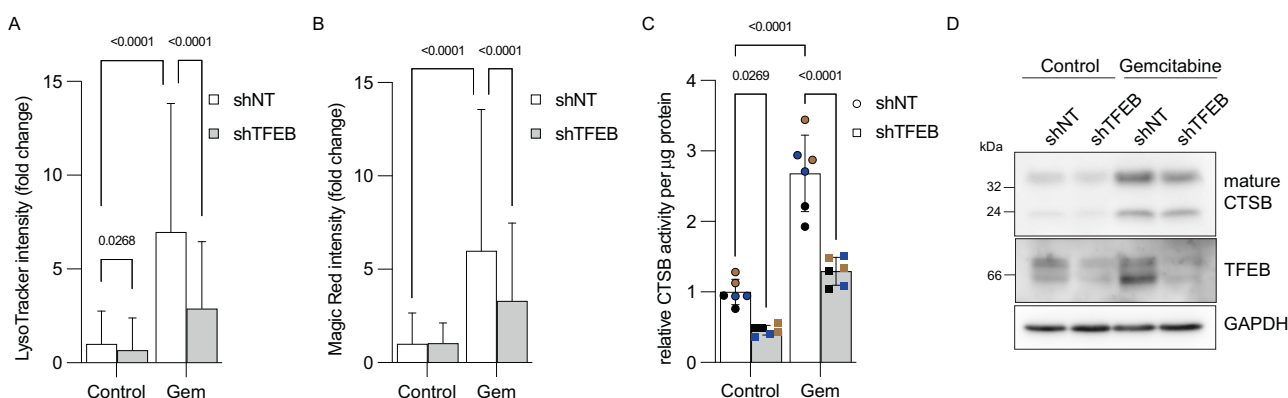 A
<0.0001
<0.0001
0.0268
15
10
5
0
LysoTracker intensity (fold change)
shNT
shTFEB
Control
Gem
B
<0.0001
<0.0001
15
10
5
0
Magic Red intensity (fold change)
shNT
shTFEB
Control
Gem
C
<0.0001
0.0269
<0.0001
4
3
2
1
0
relative CTSB activity per µg protein
shNT
shTFEB
Control
Gem
D
Control
Gemcitabine
shNT
shTFEB
shNT
shTFEB
kDa
32
24
mature
CTSB
66
TFEB
GAPDH